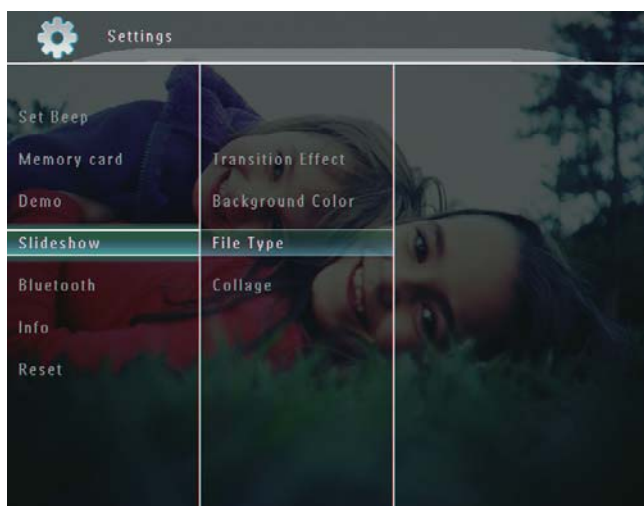 Settings
Set Beep
Memory card
Demo
Slideshow
Bluetooth
Info
Reset
Transition Effect
Background Color
File Type
Collage